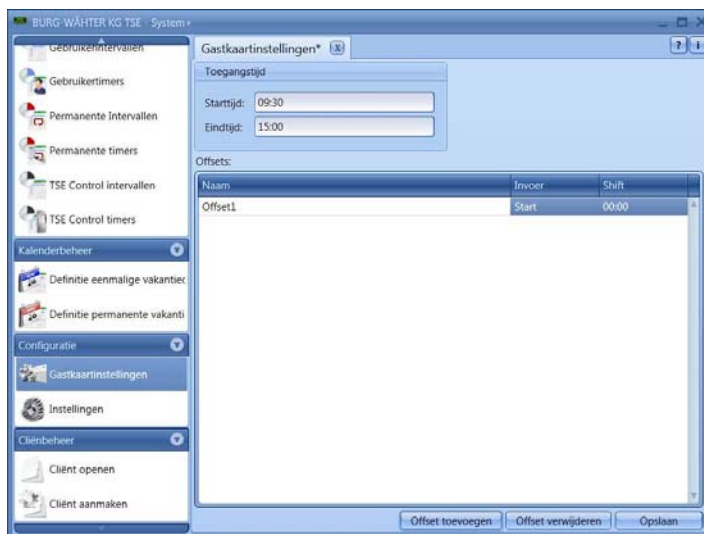 BURG-WÄHTER KG TSE - System+
Gebruikerintervallen
Gebruikertimers
Permanente Intervallen
Permanente timers
TSE Control intervallen
TSE Control timers
Kalenderbeheer
Definitie eenmalige vakantied
Definitie permanente vakanti
Configuratie
Gastkaartinstellingen
Instellingen
Cliënbeheer
Cliënt openen
Cliënt aanmaken
Gastkaartinstellingen* X
? i
Toegangstijd
Starttijd: 09:30
Eindtijd: 15:00
Offsets:
Naam Invoer Shift
Offset1 Start 00:00
Offset toevoegen Offset verwijderen Opslaan